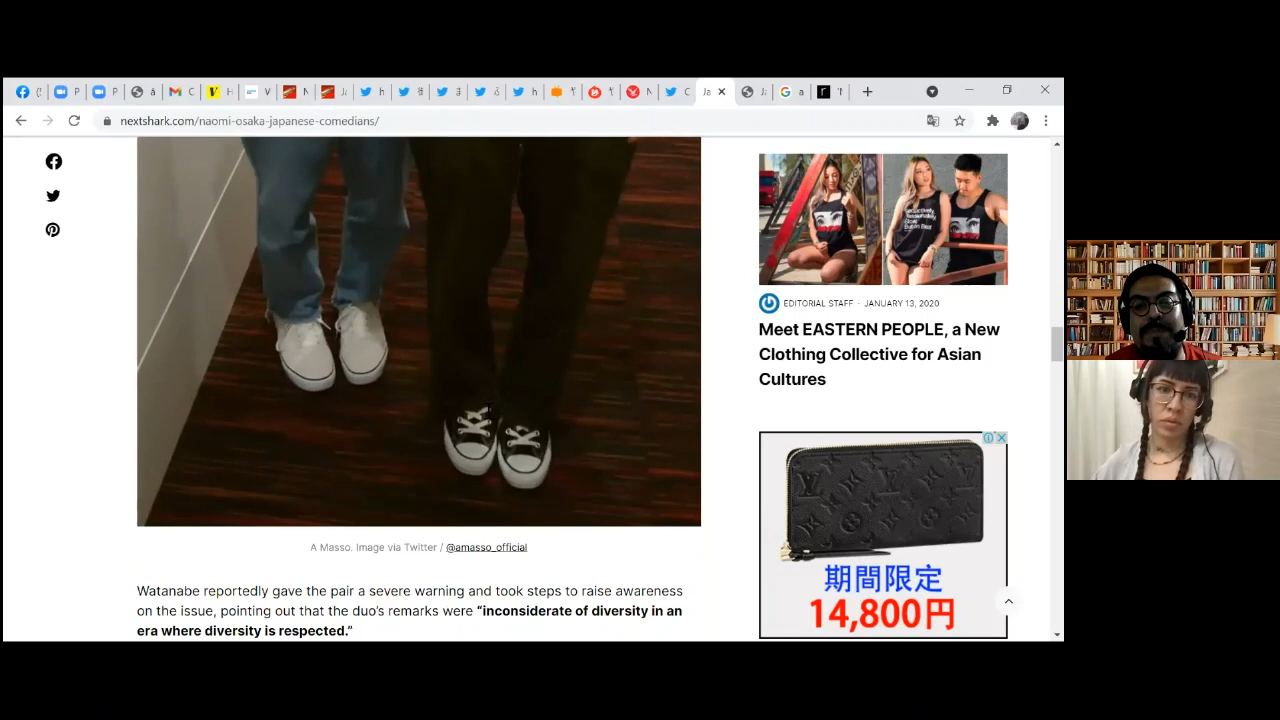 nextshark.com/naomi-osaka-japanese-comedians/
EDITORIAL STAFF - JANUARY 13, 2020
Meet EASTERN PEOPLE, a New
Clothing Collective for Asian
Cultures
A Masso. Image via Twitter / @amasso_official
Watanabe reportedly gave the pair a severe warning and took steps to raise awareness
on the issue, pointing out that the duo's remarks were “inconsiderate of diversity in an
era where diversity is respected.”
期間限定
14,800円